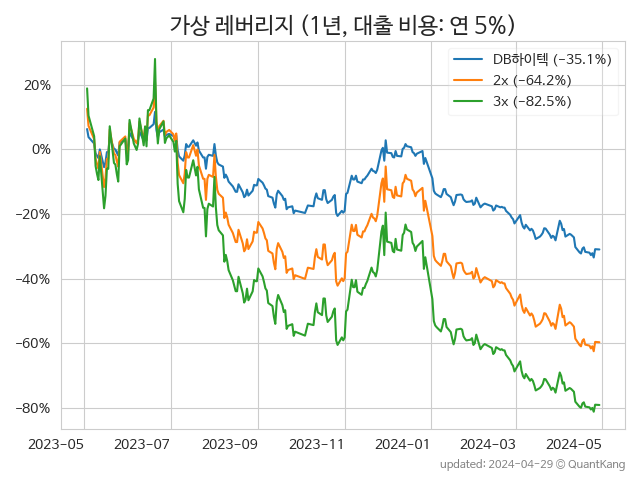 가상 레버리지 (1년, 대출 비용: 연 5%)
DB하이텍 (−35.1%)
2x (−64.2%)
3x (−82.5%)
20%
0%
−20%
−40%
−60%
−80%
2023-05 2023-07 2023-09 2023-11 2024-01 2024-03 2024-05
updated: 2024-04-29 © QuantKang